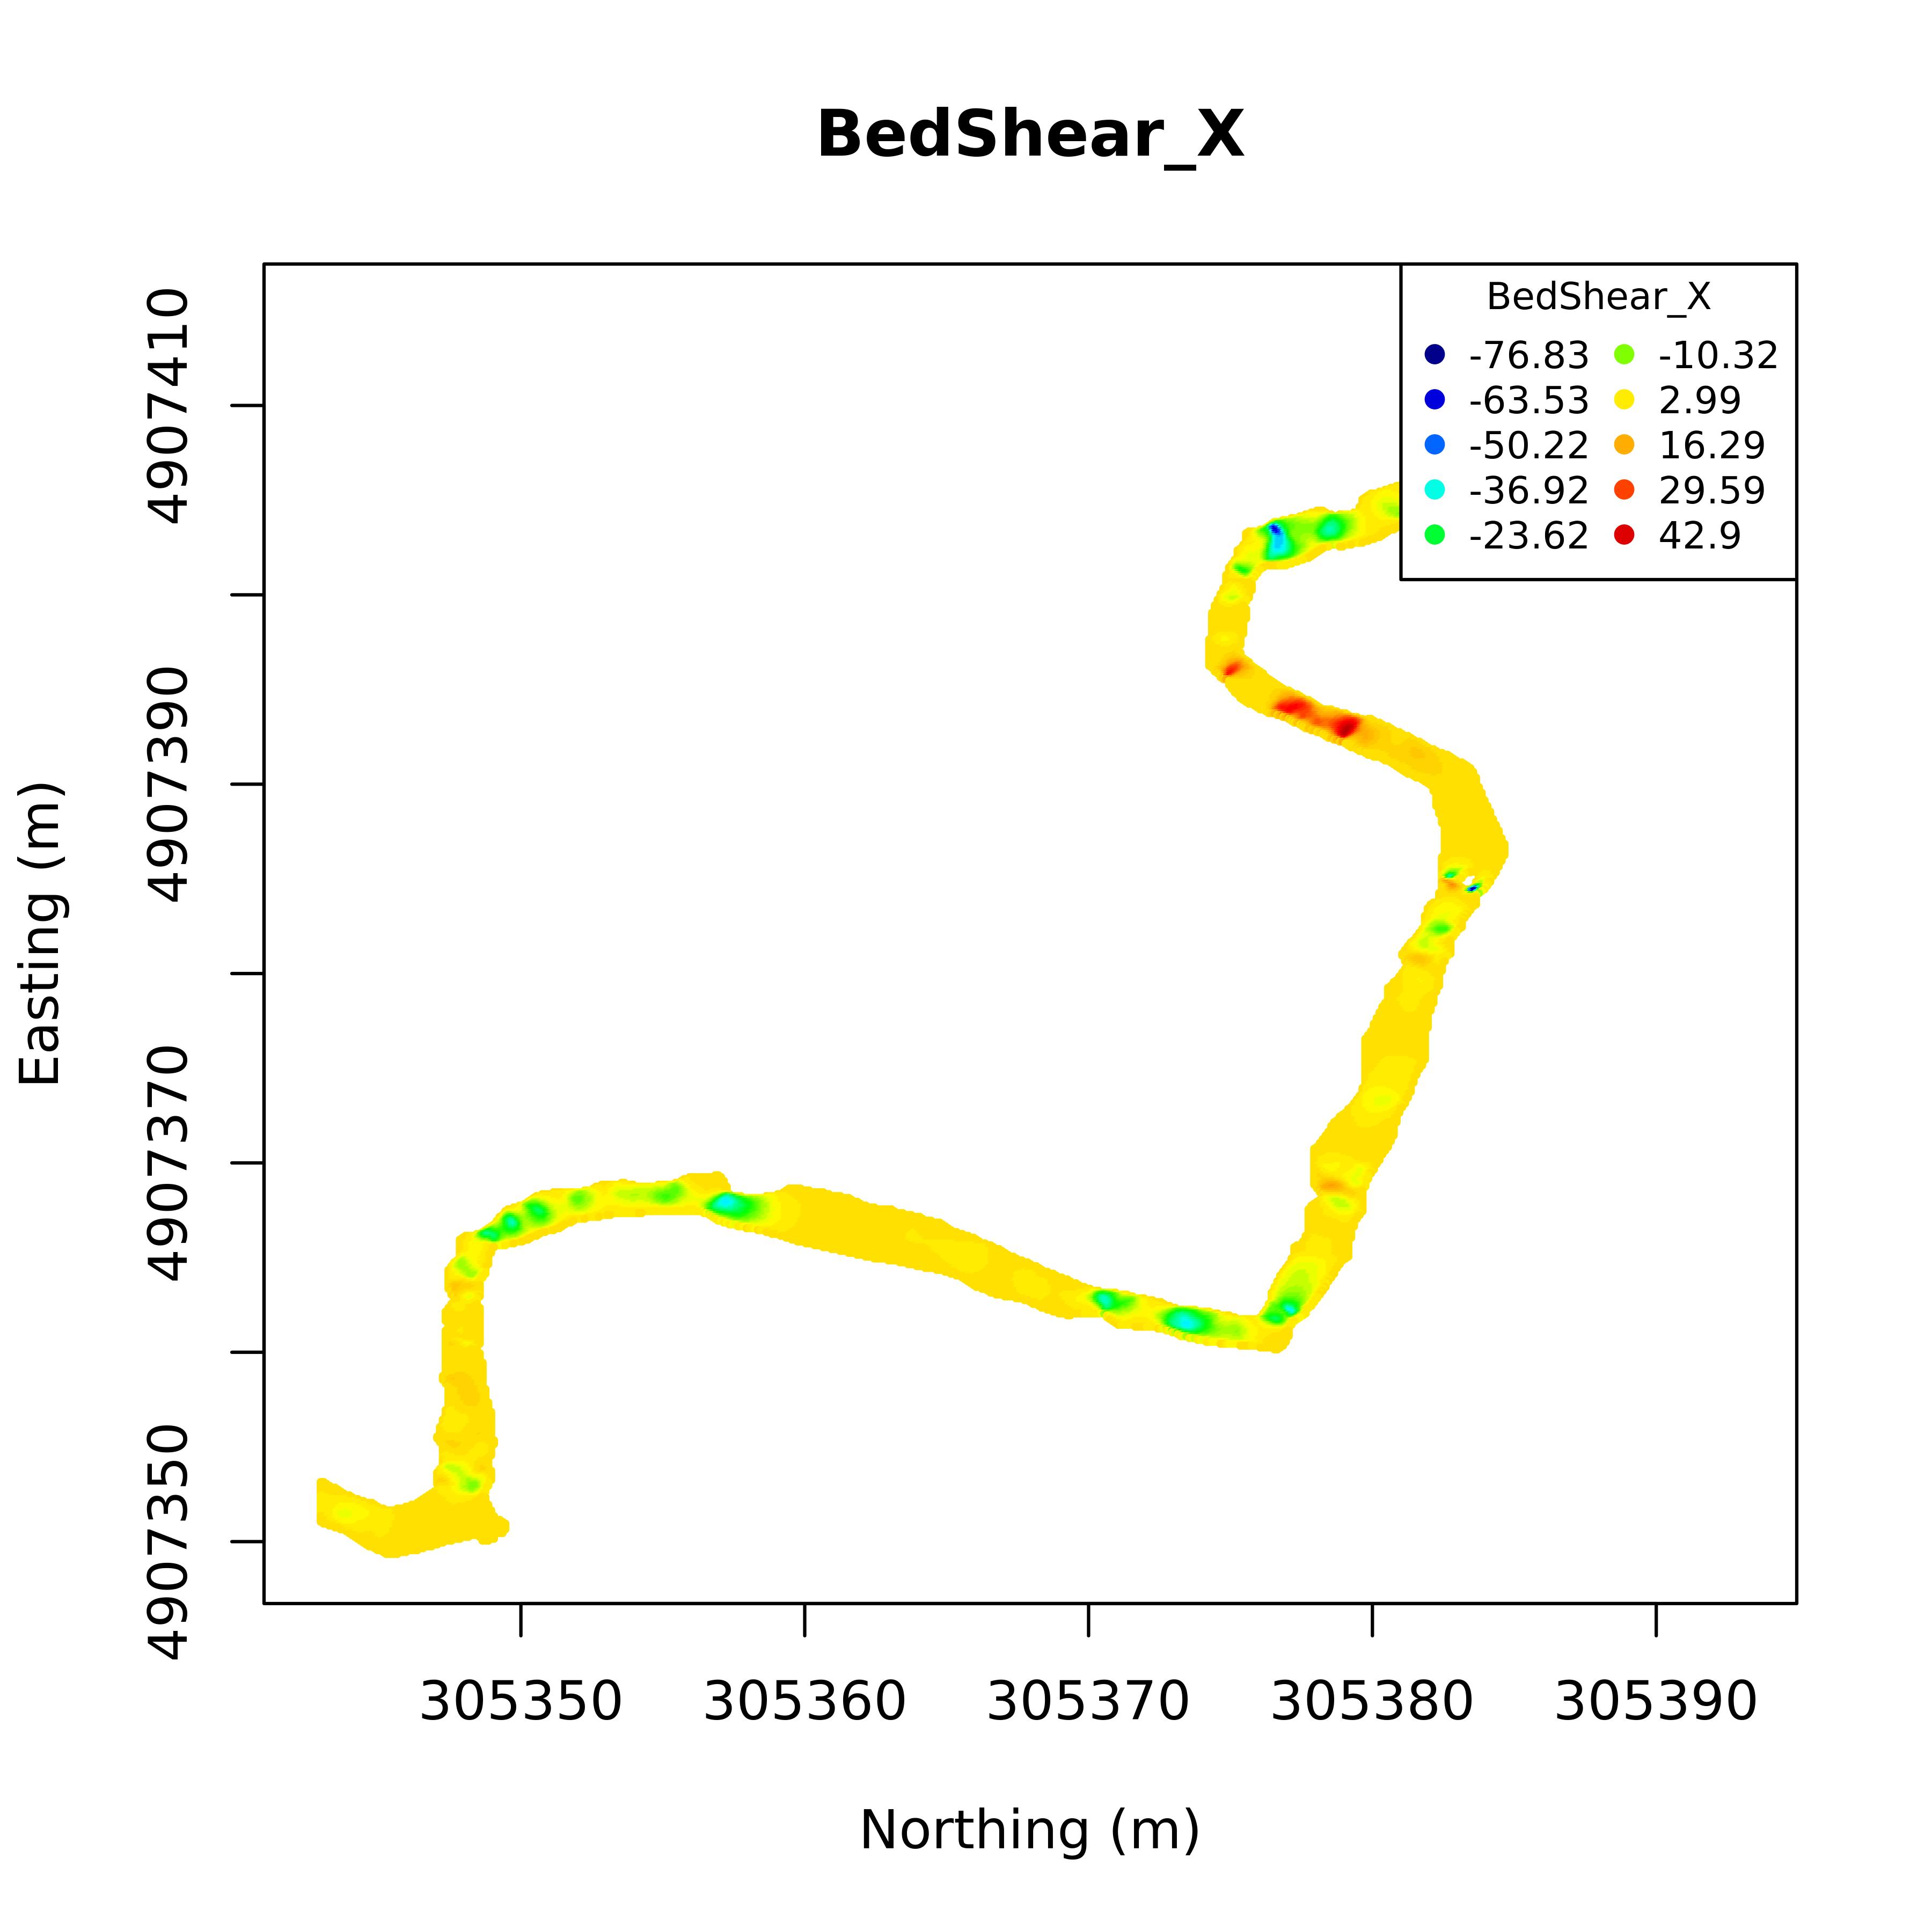 BedShear_X
BedShear_X
-76.83 -10.32
-63.53 2.99
-50.22 16.29
-36.92 29.59
-23.62 42.9
Easting (m)
4907410
4907390
4907370
4907350
305350 305360 305370 305380 305390
Northing (m)